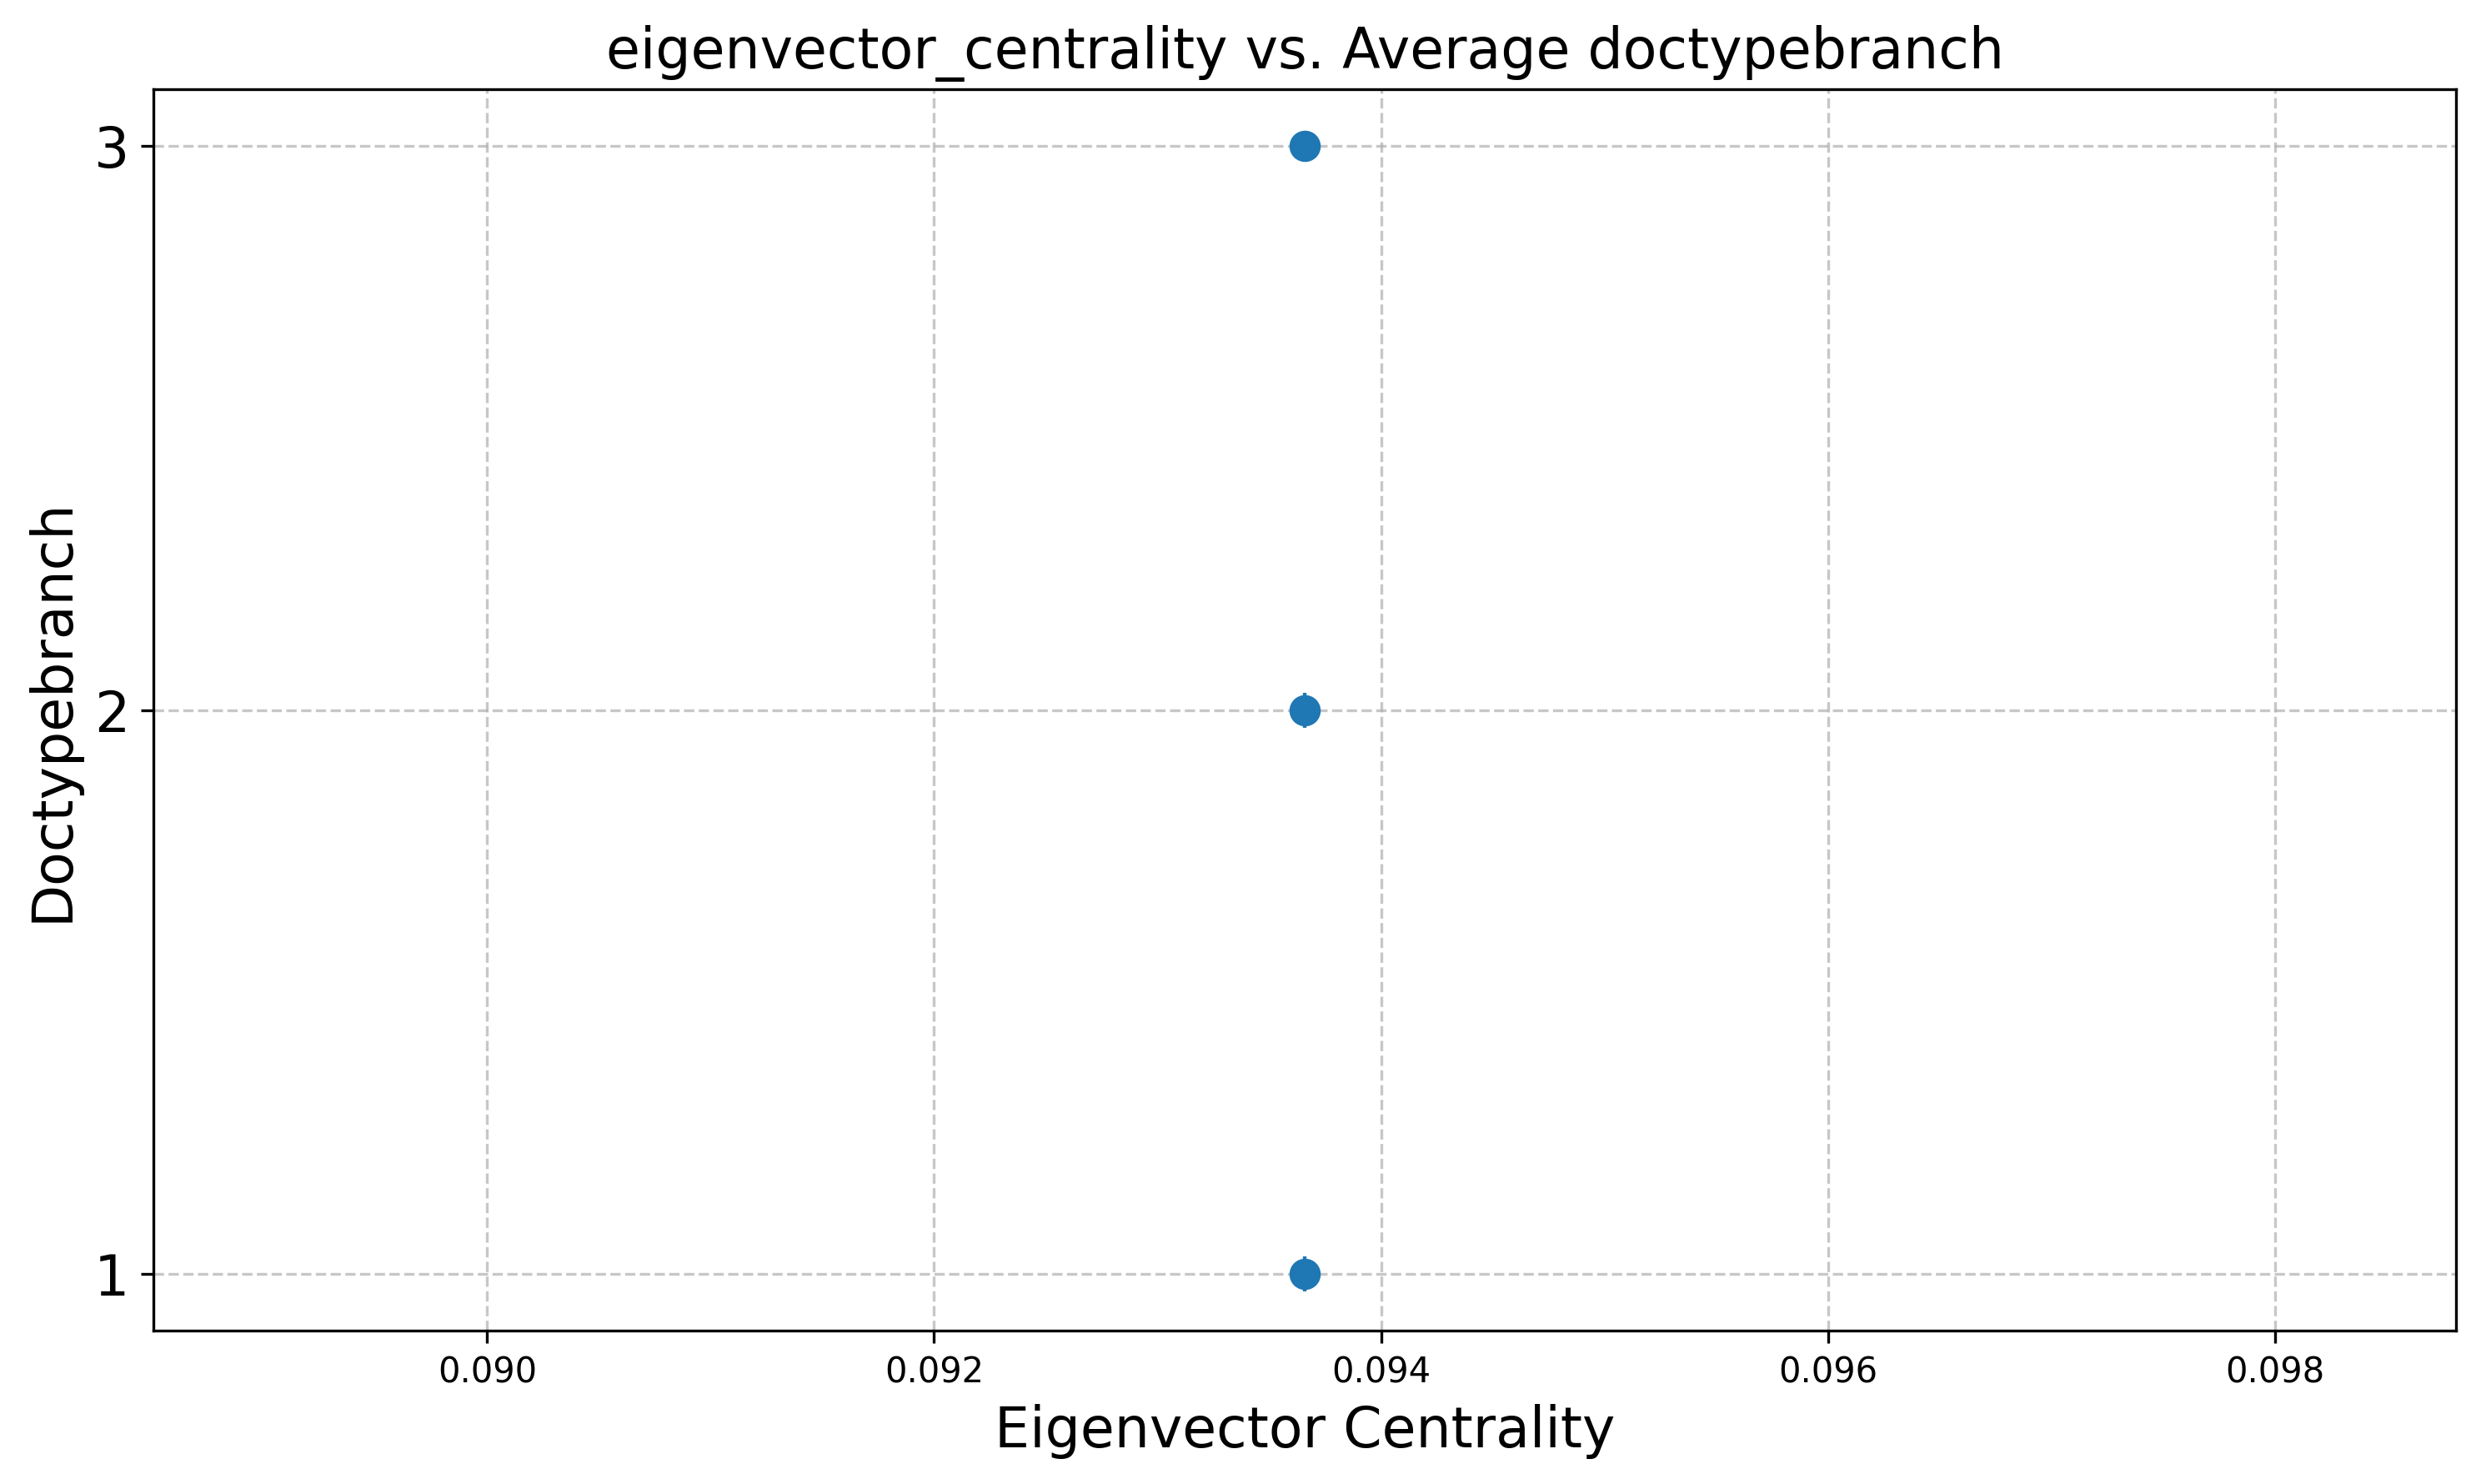 eigenvector_centrality vs. Average doctypebranch
3
2
1
Doctypebranch
0.090 0.092 0.094 0.096 0.098
Eigenvector Centrality